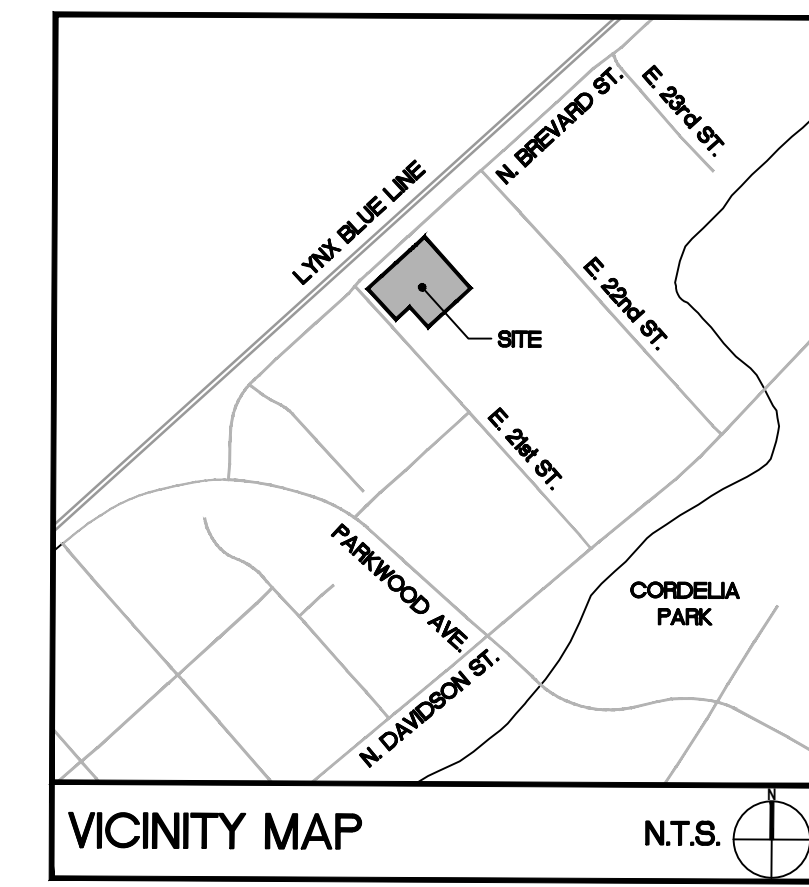 N. BREVARD ST.
E. 23rd ST.
LYNX BLUE LINE
E. 22nd ST.
SITE
E. 21st ST.
PARKWOOD AVE.
CORDELIA
PARK
N. DAVIDSON ST.
VICINITY MAP
N.T.S.
N